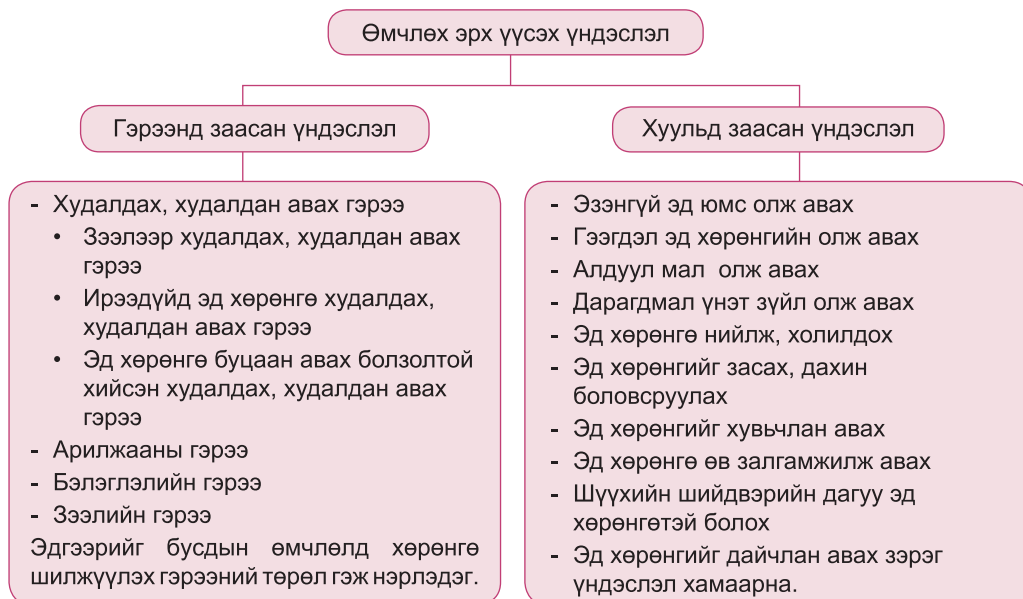 Өмчлөх эрх үүсэх үндэслэл
Гэрээнд заасан үндэслэл
- Худалдах, худалдан авах гэрээ
• Зээлээр худалдах, худалдан авах
гэрээ
• Ирээдүйд эд хөрөнгө худалдах,
худалдан авах гэрээ
• Эд хөрөнгө буцаан авах болзолтой
хийсэн худалдах, худалдан авах
гэрээ
- Арилжааны гэрээ
- Бэлэглэлийн гэрээ
- Зээлийн гэрээ
Эдгээрийг бусдын өмчлөлд хөрөнгө
шилжүүлэх гэрээний төрөл гэж нэрлэдэг.
Хуульд заасан үндэслэл
- Эзэнгүй эд юмс олж авах
- Гээгдэл эд хөрөнгийн олж авах
- Алдуул мал олж авах
- Дарагдмал үнэт зүйл олж авах
- Эд хөрөнгө нийлж, холилдох
- Эд хөрөнгийг засах, дахин
боловсруулах
- Эд хөрөнгийг хувьчлан авах
- Эд хөрөнгө өв залгамжилж авах
- Шүүхийн шийдвэрийн дагуу эд
хөрөнгөтэй болох
- Эд хөрөнгийг дайчлан авах зэрэг
үндэслэл хамаарна.